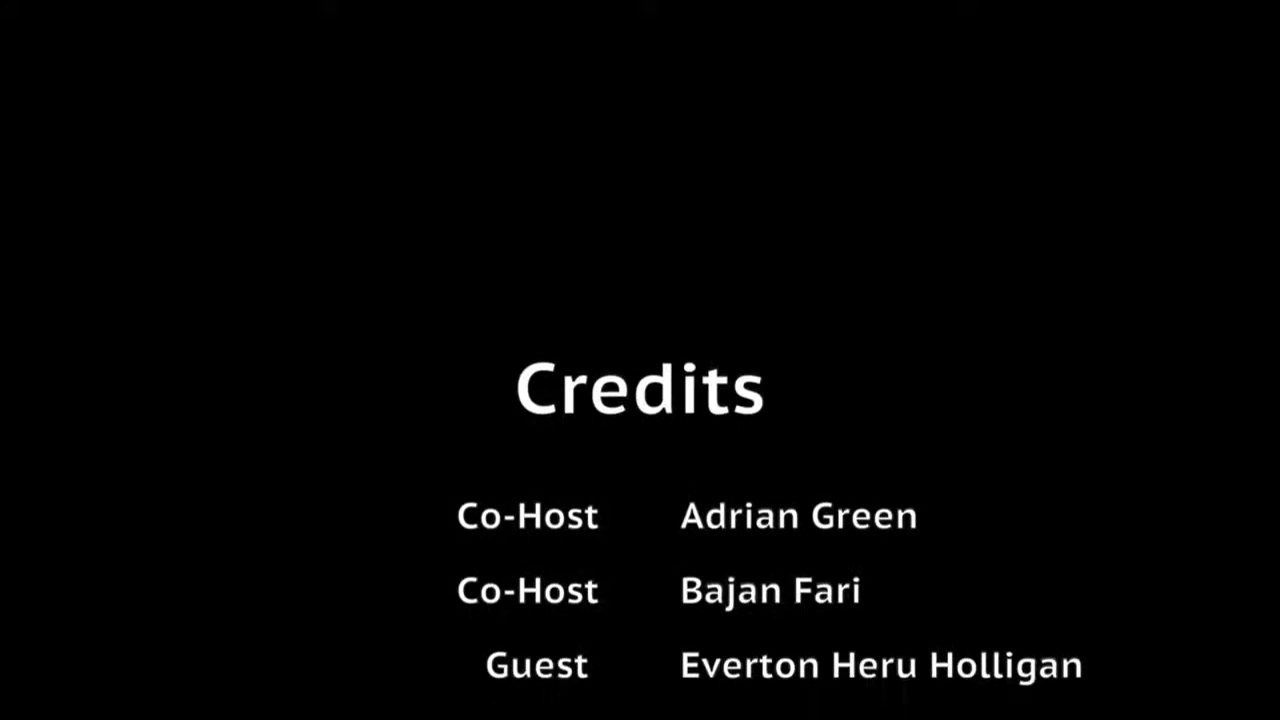 Credits
Co-Host Adrian Green
Co-Host Bajan Fari
Guest Everton Heru Holligan